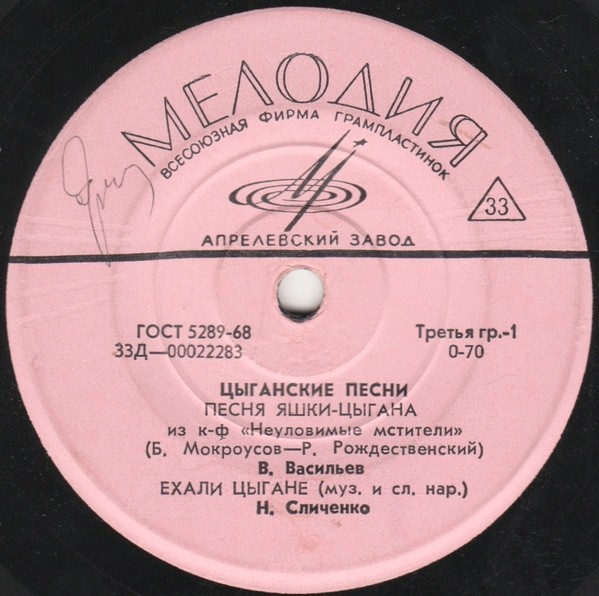 МЕЛОДИЯ
ВСЕСОЮЗНАЯ ФИРМА ГРАМПЛАСТИНОК
33
АПРЕЛЕВСКИЙ ЗАВОД
ГОСТ 5289-68 Третья гр.-1
33Д—00022283 0-70
ЦЫГАНСКИЕ ПЕСНИ
ПЕСНЯ ЯШКИ-ЦЫГАНА
из к-ф «Неуловимые мстители»
(Б. Мокроусов—Р. Рождественский)
В. Васильев
ЕХАЛИ ЦЫГАНЕ (муз. и сл. нар.)
Н. Сличенко